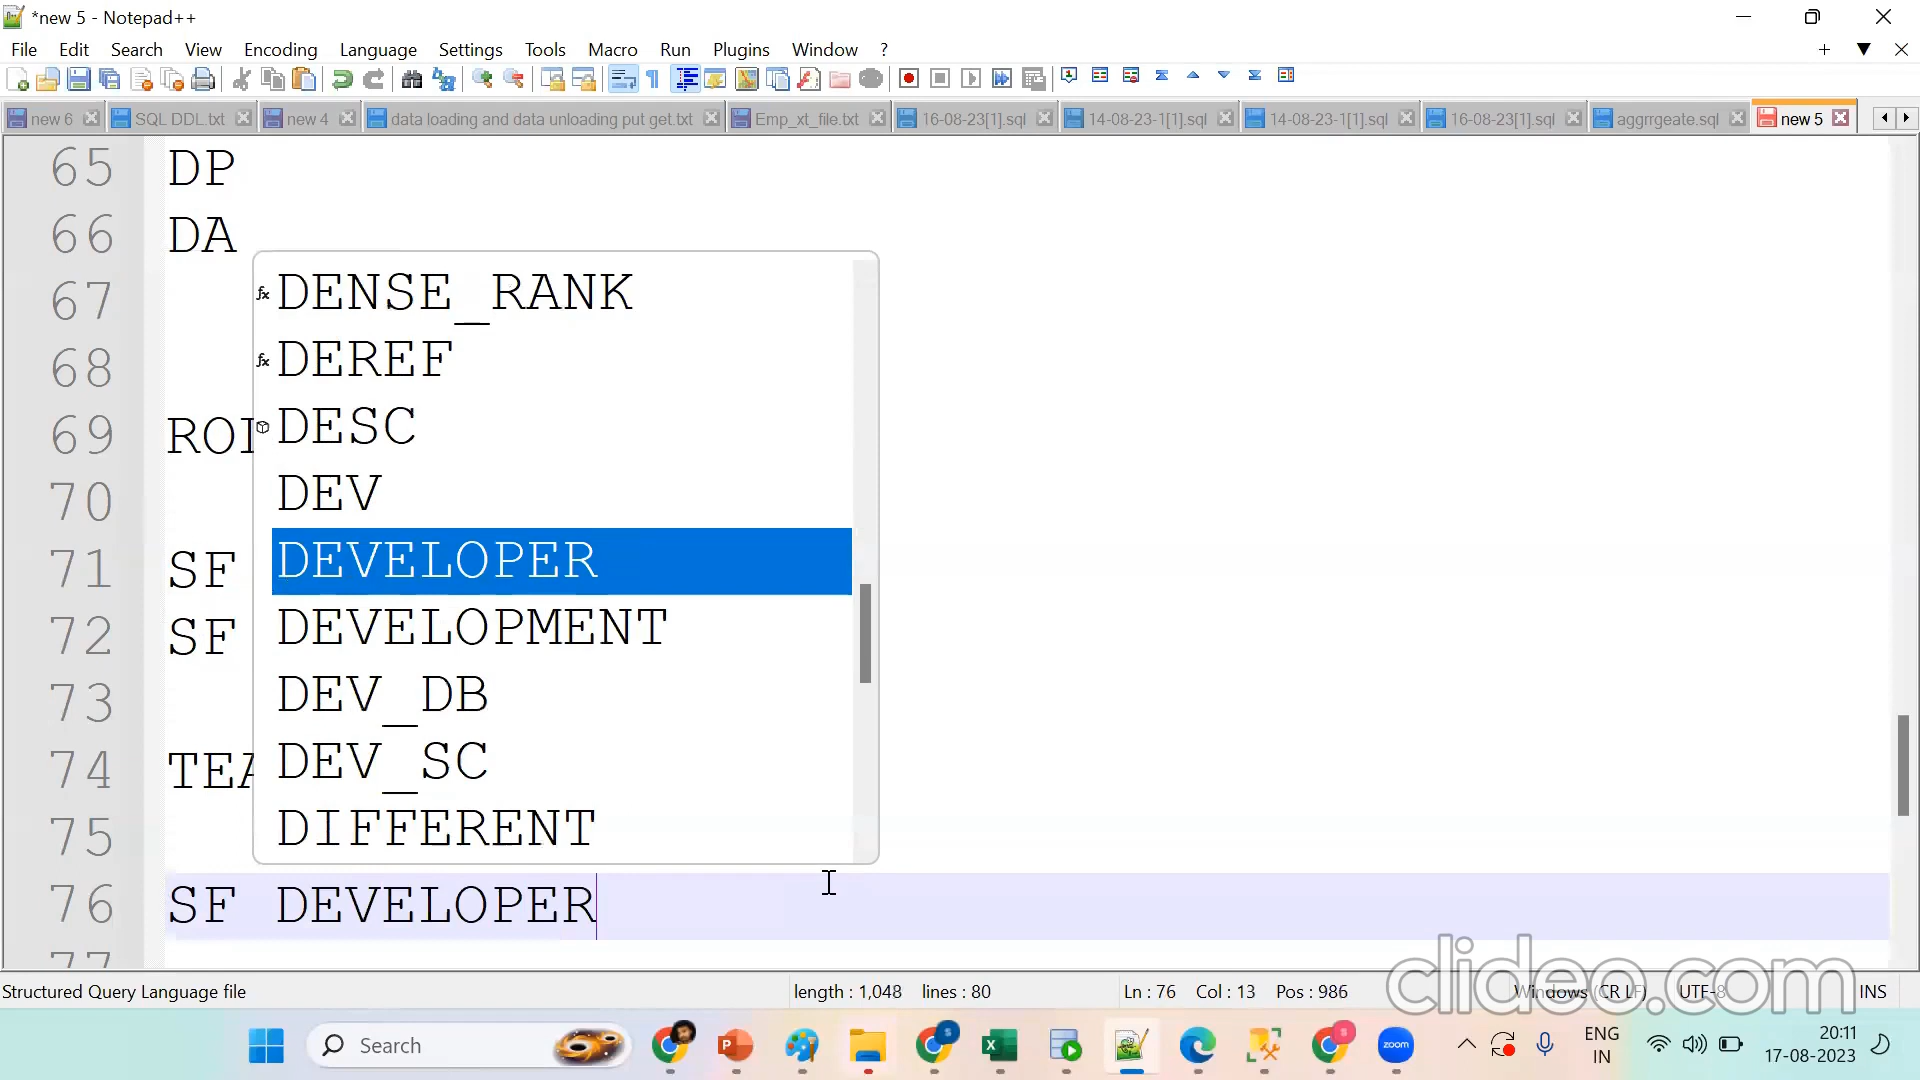 *new 5 - Notepad++
File Edit Search View Encoding Language Settings Tools Macro Run Plugins Window ?
new 6 SQL DDL.txt new 4 data loading and data unloading put get.txt Emp_xt_file.txt 16-08-23[1].sql 14-08-23-1[1].sql 14-08-23-1[1].sql 16-08-23[1].sql aggrrgeate.sql new 5
65 DP
66 DA
67
68
69 ROL
70
71 SF
72 SF
73
74 TEA
75
76 SF DEVELOPER
77
DENSE_RANK
DEREF
DESC
DEV
DEVELOPER
DEVELOPMENT
DEV_DB
DEV_SC
DIFFERENT
clideo.com
Structured Query Language file length : 1,048 lines : 80 Ln : 76 Col : 13 Pos : 986 Windows (CR LF) UTF-8 INS
Search zoom ENG IN 20:11 17-08-2023